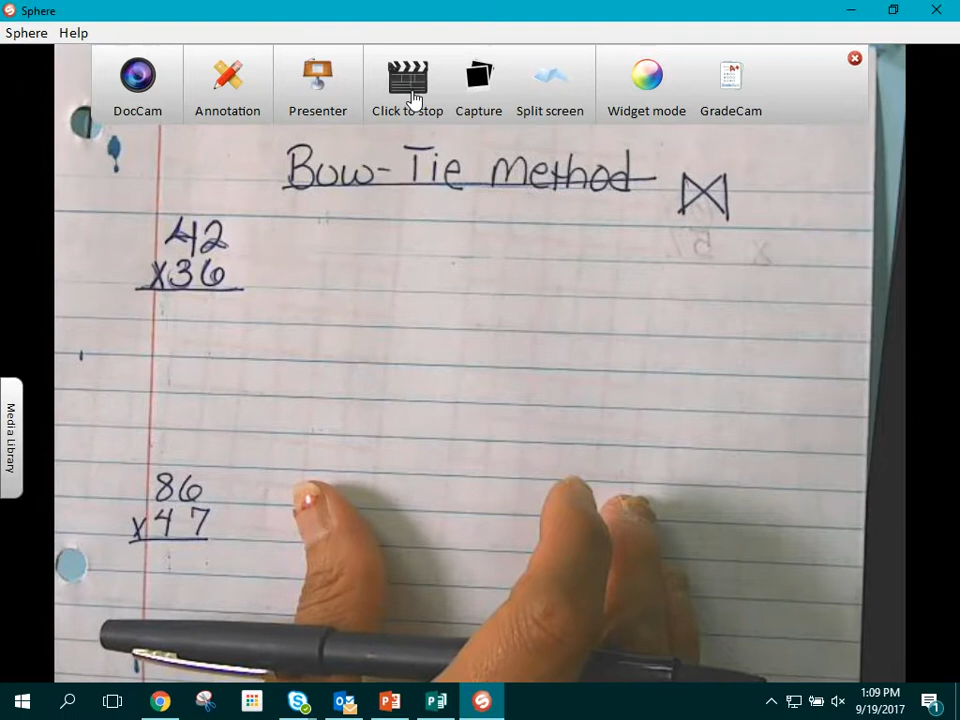 Sphere
Sphere Help
DocCam Annotation Presenter Click to stop Capture Split screen Widget mode GradeCam
Bow-Tie Method
42
x36
Media Library
86
x47
1:09 PM
9/19/2017